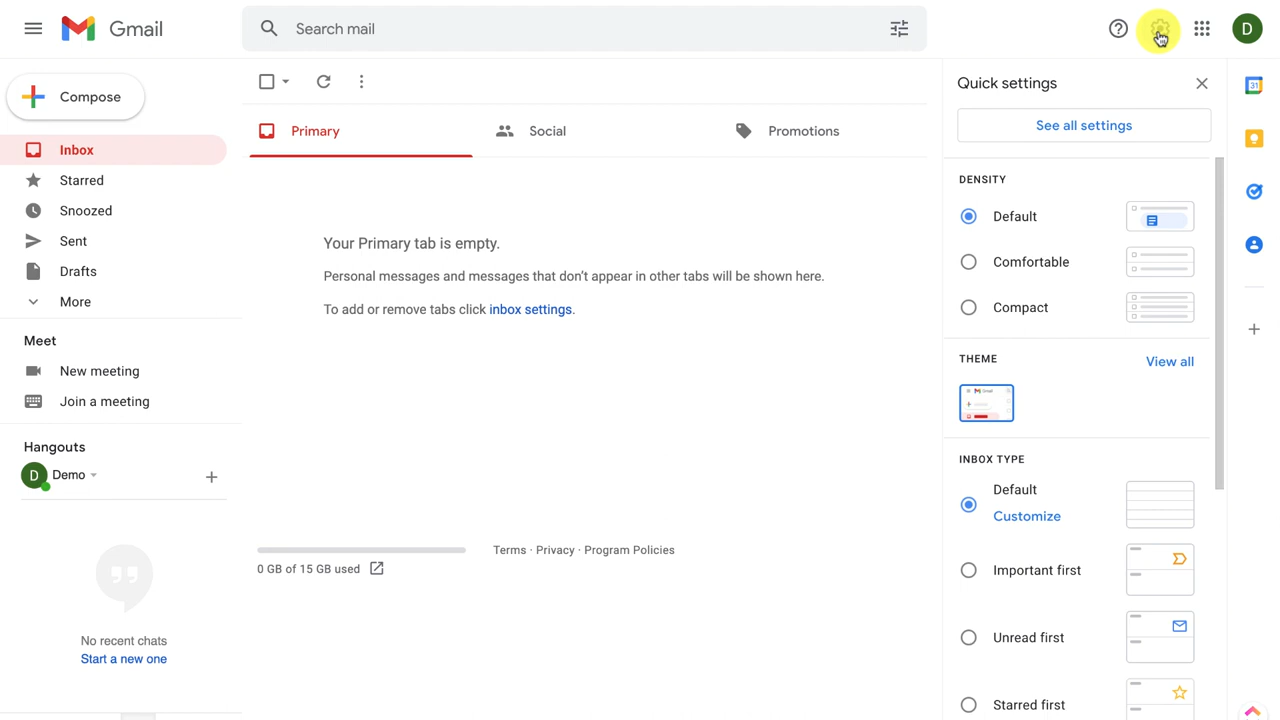 Gmail
Search mail
D
Compose
Inbox
Starred
Snoozed
Sent
Drafts
More
Meet
New meeting
Join a meeting
Hangouts
D Demo
No recent chats
Start a new one
Primary
Social
Promotions
Your Primary tab is empty.
Personal messages and messages that don't appear in other tabs will be shown here.
To add or remove tabs click inbox settings.
0 GB of 15 GB used
Terms · Privacy · Program Policies
Quick settings
See all settings
DENSITY
Default
Comfortable
Compact
THEME
View all
Gmail
INBOX TYPE
Default
Customize
Important first
Unread first
Starred first
31